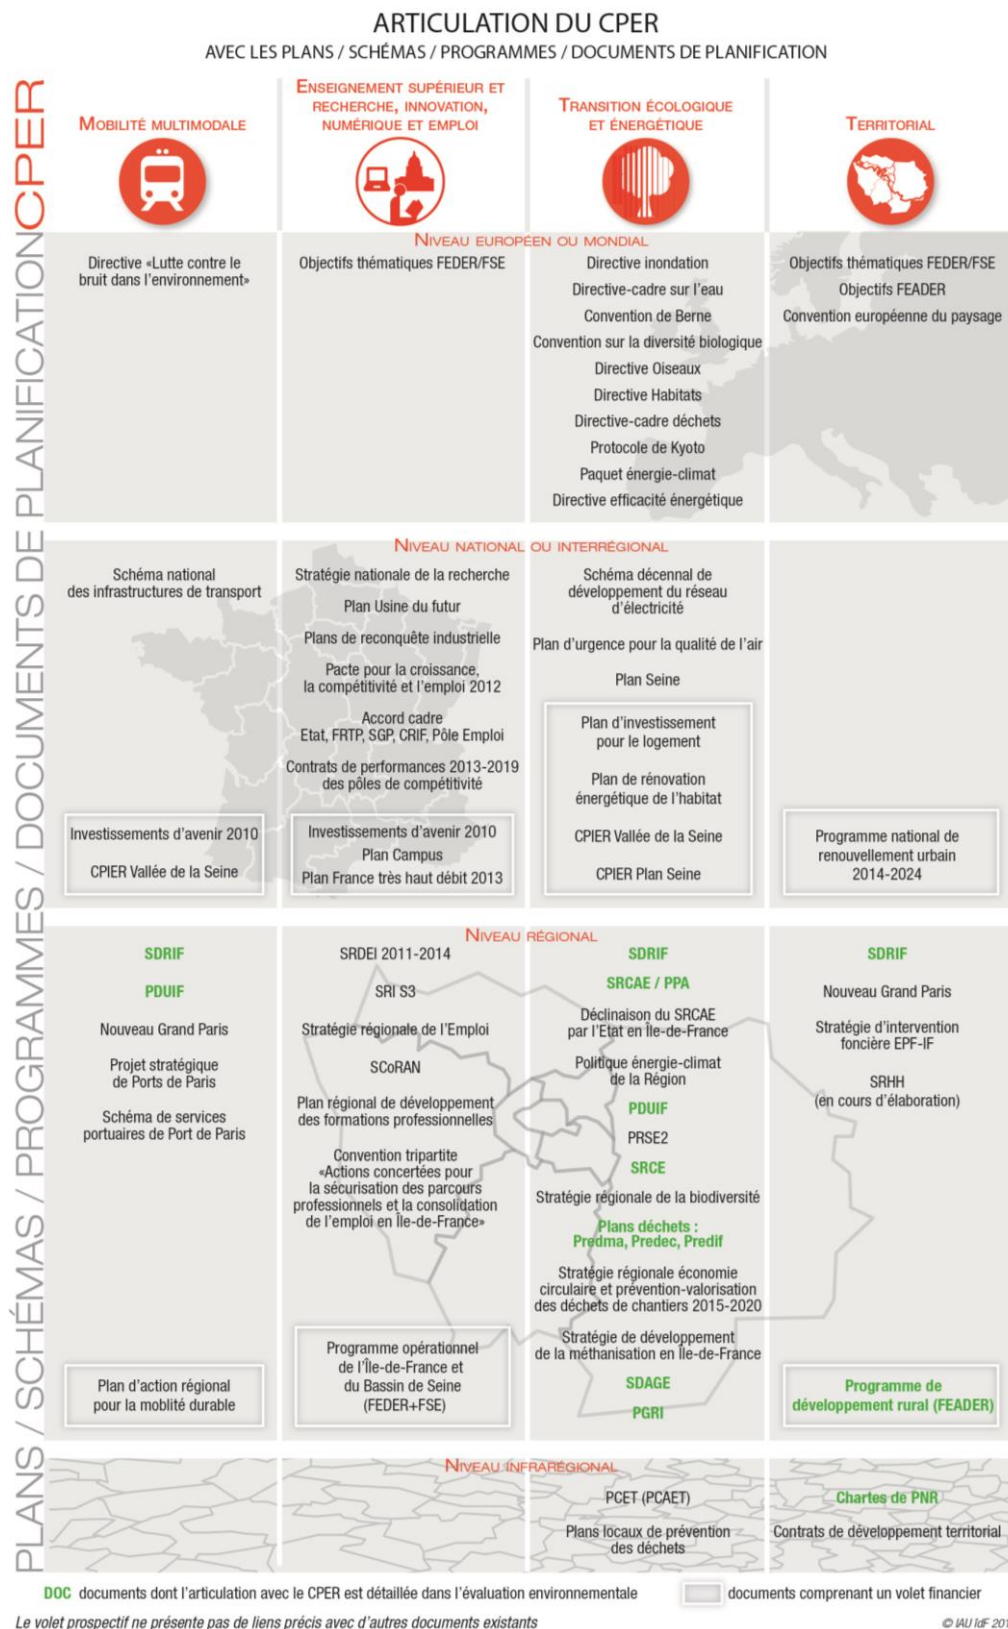 ARTICULATION DU CPER
AVEC LES PLANS / SCHÉMAS / PROGRAMMES / DOCUMENTS DE PLANIFICATION
PLANS / SCHÉMAS / PROGRAMMES / DOCUMENTS DE PLANIFICATION CPER
MOBILITÉ MULTIMODALE
ENSEIGNEMENT SUPÉRIEUR ET
RECHERCHE, INNOVATION,
NUMÉRIQUE ET EMPLOI
TRANSITION ÉCOLOGIQUE
ET ÉNERGÉTIQUE
TERRITORIAL
NIVEAU EUROPÉEN OU MONDIAL
Directive «Lutte contre le
bruit dans l'environnement»
Objectifs thématiques FEDER/FSE
Directive inondation
Directive-cadre sur l'eau
Convention de Berne
Convention sur la diversité biologique
Directive Oiseaux
Directive Habitats
Directive-cadre déchets
Protocole de Kyoto
Paquet énergie-climat
Directive efficacité énergétique
Objectifs thématiques FEDER/FSE
Objectifs FEADER
Convention européenne du paysage
NIVEAU NATIONAL OU INTERRÉGIONAL
Schéma national
des infrastructures de transport
Investissements d'avenir 2010
CPIER Vallée de la Seine
Stratégie nationale de la recherche
Plan Usine du futur
Plans de reconquête industrielle
Pacte pour la croissance,
la compétitivité et l'emploi 2012
Accord cadre
Etat, FRTP, SGP, CRIF, Pôle Emploi
Contrats de performances 2013-2019
des pôles de compétitivité
Investissements d'avenir 2010
Plan Campus
Plan France très haut débit 2013
Schéma décennal de
développement du réseau
d'électricité
Plan d'urgence pour la qualité de l'air
Plan Seine
Plan d'investissement
pour le logement
Plan de rénovation
énergétique de l'habitat
CPIER Vallée de la Seine
CPIER Plan Seine
Programme national de
renouvellement urbain
2014-2024
NIVEAU RÉGIONAL
SDRIF
PDUIF
Nouveau Grand Paris
Projet stratégique
de Ports de Paris
Schéma de services
portuaires de Port de Paris
Plan d'action régional
pour la moblité durable
SRDEI 2011-2014
SRI S3
Stratégie régionale de l'Emploi
SCoRAN
Plan régional de développement
des formations professionnelles
Convention tripartite
«Actions concertées pour
la sécurisation des parcours
professionnels et la consolidation
de l'emploi en Île-de-France»
Programme opérationnel
de l'Île-de-France et
du Bassin de Seine
(FEDER+FSE)
SDRIF
SRCAE / PPA
Déclinaison du SRCAE
par l'Etat en Île-de-France
Politique énergie-climat
de la Région
PDUIF
PRSE2
SRCE
Stratégie régionale de la biodiversité
Plans déchets :
Predma, Predec, Predif
Stratégie régionale économie
circulaire et prévention-valorisation
des déchets de chantiers 2015-2020
Stratégie de développement
de la méthanisation en Île-de-France
SDAGE
PGRI
SDRIF
Nouveau Grand Paris
Stratégie d'intervention
foncière EPF-IF
SRHH
(en cours d'élaboration)
Programme de
développement rural (FEADER)
NIVEAU INFRARÉGIONAL
PCET (PCAET)
Plans locaux de prévention
des déchets
Chartes de PNR
Contrats de développement territorial
DOC documents dont l'articulation avec le CPER est détaillée dans l'évaluation environnementale
documents comprenant un volet financier
Le volet prospectif ne présente pas de liens précis avec d'autres documents existants
© IAU îdF 201